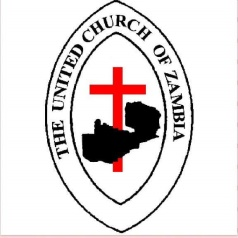 THE UNITED CHURCH OF ZAMBIA